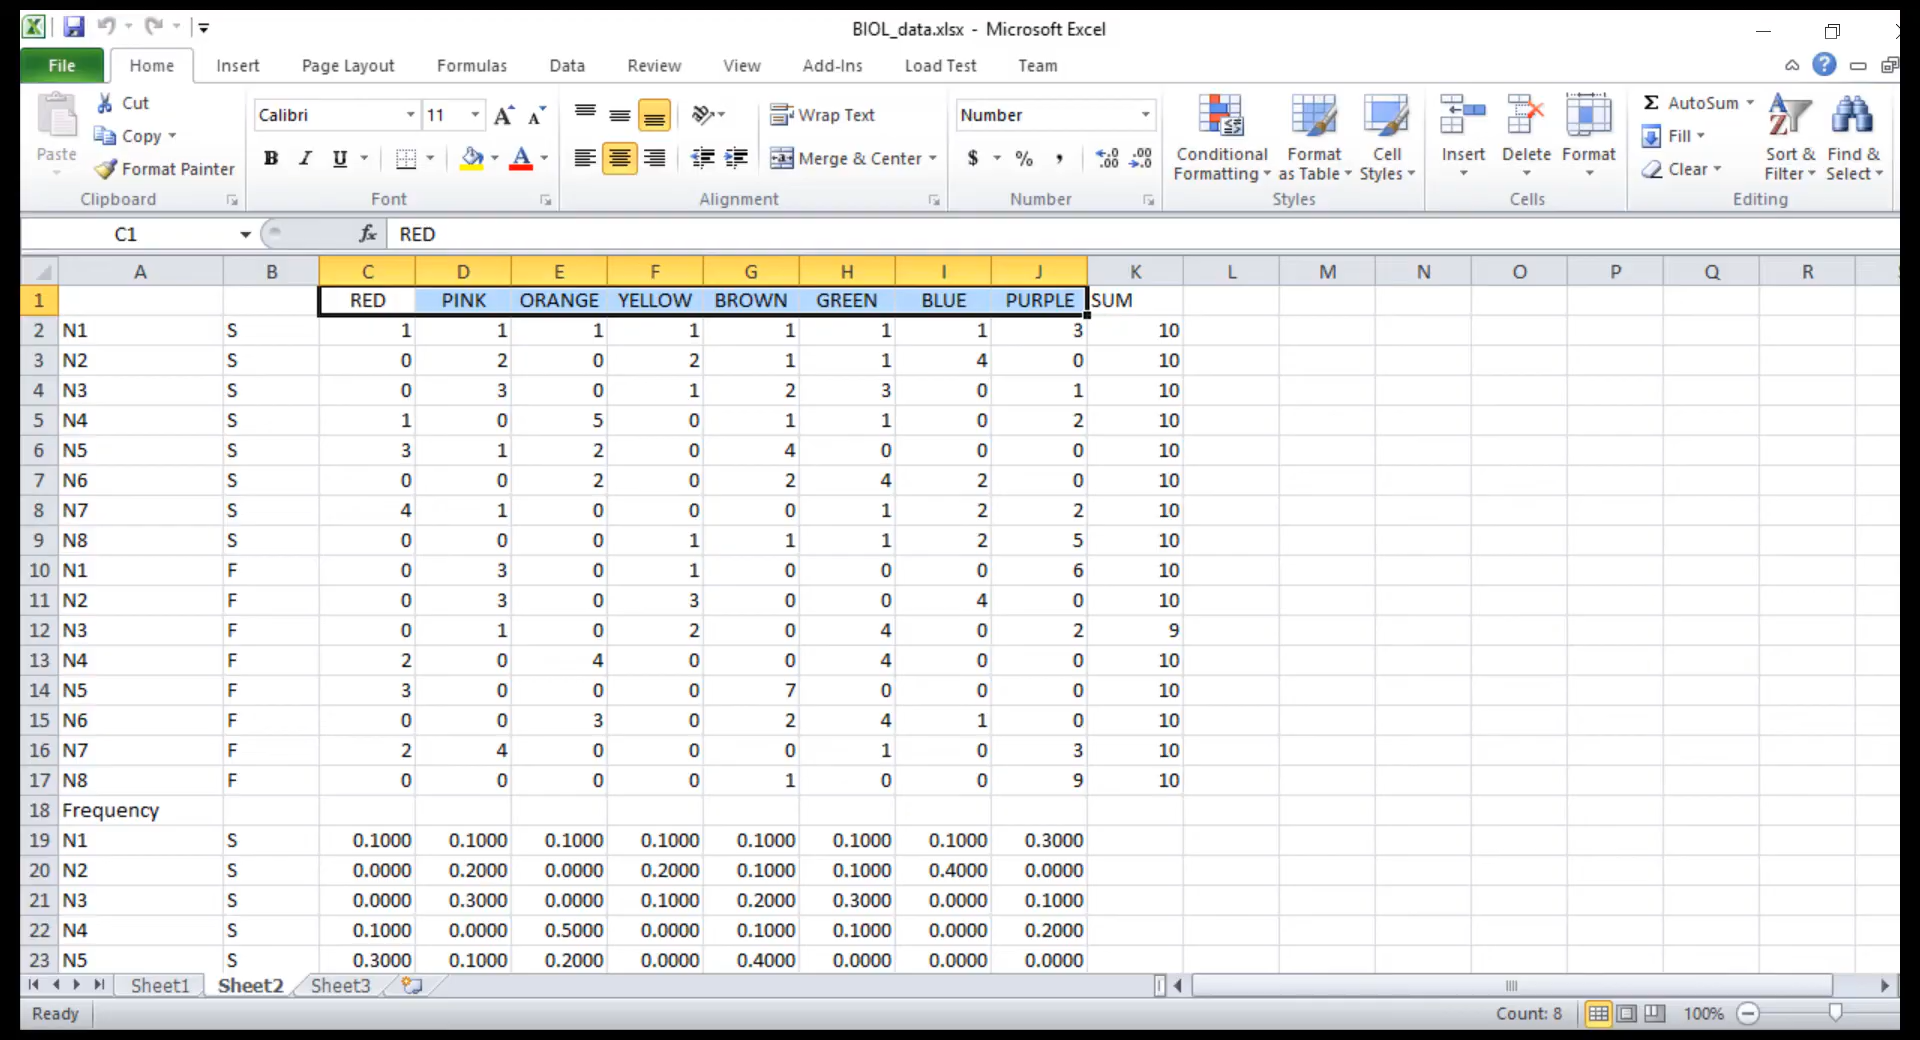 BIOL_data.xlsx - Microsoft Excel
File Home Insert Page Layout Formulas Data Review View Add-Ins Load Test Team
Paste
Cut
Copy
Format Painter
Clipboard
Calibri 11
B I U
Font
Wrap Text
Merge & Center
Alignment
Number
$ % , .0 .00 .00 .0
Number
Conditional Formatting
Format as Table
Cell Styles
Styles
Insert Delete Format
Cells
Σ AutoSum
Fill
Clear
Sort & Filter
Find & Select
Editing
C1 fx RED
A B C D E F G H I J K L M N O P Q R
1 RED PINK ORANGE YELLOW BROWN GREEN BLUE PURPLE SUM
2 N1 S 1 1 1 1 1 1 1 3 10
3 N2 S 0 2 0 2 1 1 4 0 10
4 N3 S 0 3 0 1 2 3 0 1 10
5 N4 S 1 0 5 0 1 1 0 2 10
6 N5 S 3 1 2 0 4 0 0 0 10
7 N6 S 0 0 2 0 2 4 2 0 10
8 N7 S 4 1 0 0 0 1 2 2 10
9 N8 S 0 0 0 1 1 1 2 5 10
10 N1 F 0 3 0 1 0 0 0 6 10
11 N2 F 0 3 0 3 0 0 4 0 10
12 N3 F 0 1 0 2 0 4 0 2 9
13 N4 F 2 0 4 0 0 4 0 0 10
14 N5 F 3 0 0 0 7 0 0 0 10
15 N6 F 0 0 3 0 2 4 1 0 10
16 N7 F 2 4 0 0 0 1 0 3 10
17 N8 F 0 0 0 0 1 0 0 9 10
18 Frequency
19 N1 S 0.1000 0.1000 0.1000 0.1000 0.1000 0.1000 0.1000 0.3000
20 N2 S 0.0000 0.2000 0.0000 0.2000 0.1000 0.1000 0.4000 0.0000
21 N3 S 0.0000 0.3000 0.0000 0.1000 0.2000 0.3000 0.0000 0.1000
22 N4 S 0.1000 0.0000 0.5000 0.0000 0.1000 0.1000 0.0000 0.2000
23 N5 S 0.3000 0.1000 0.2000 0.0000 0.4000 0.0000 0.0000 0.0000
Sheet1 Sheet2 Sheet3
Ready Count: 8 100%